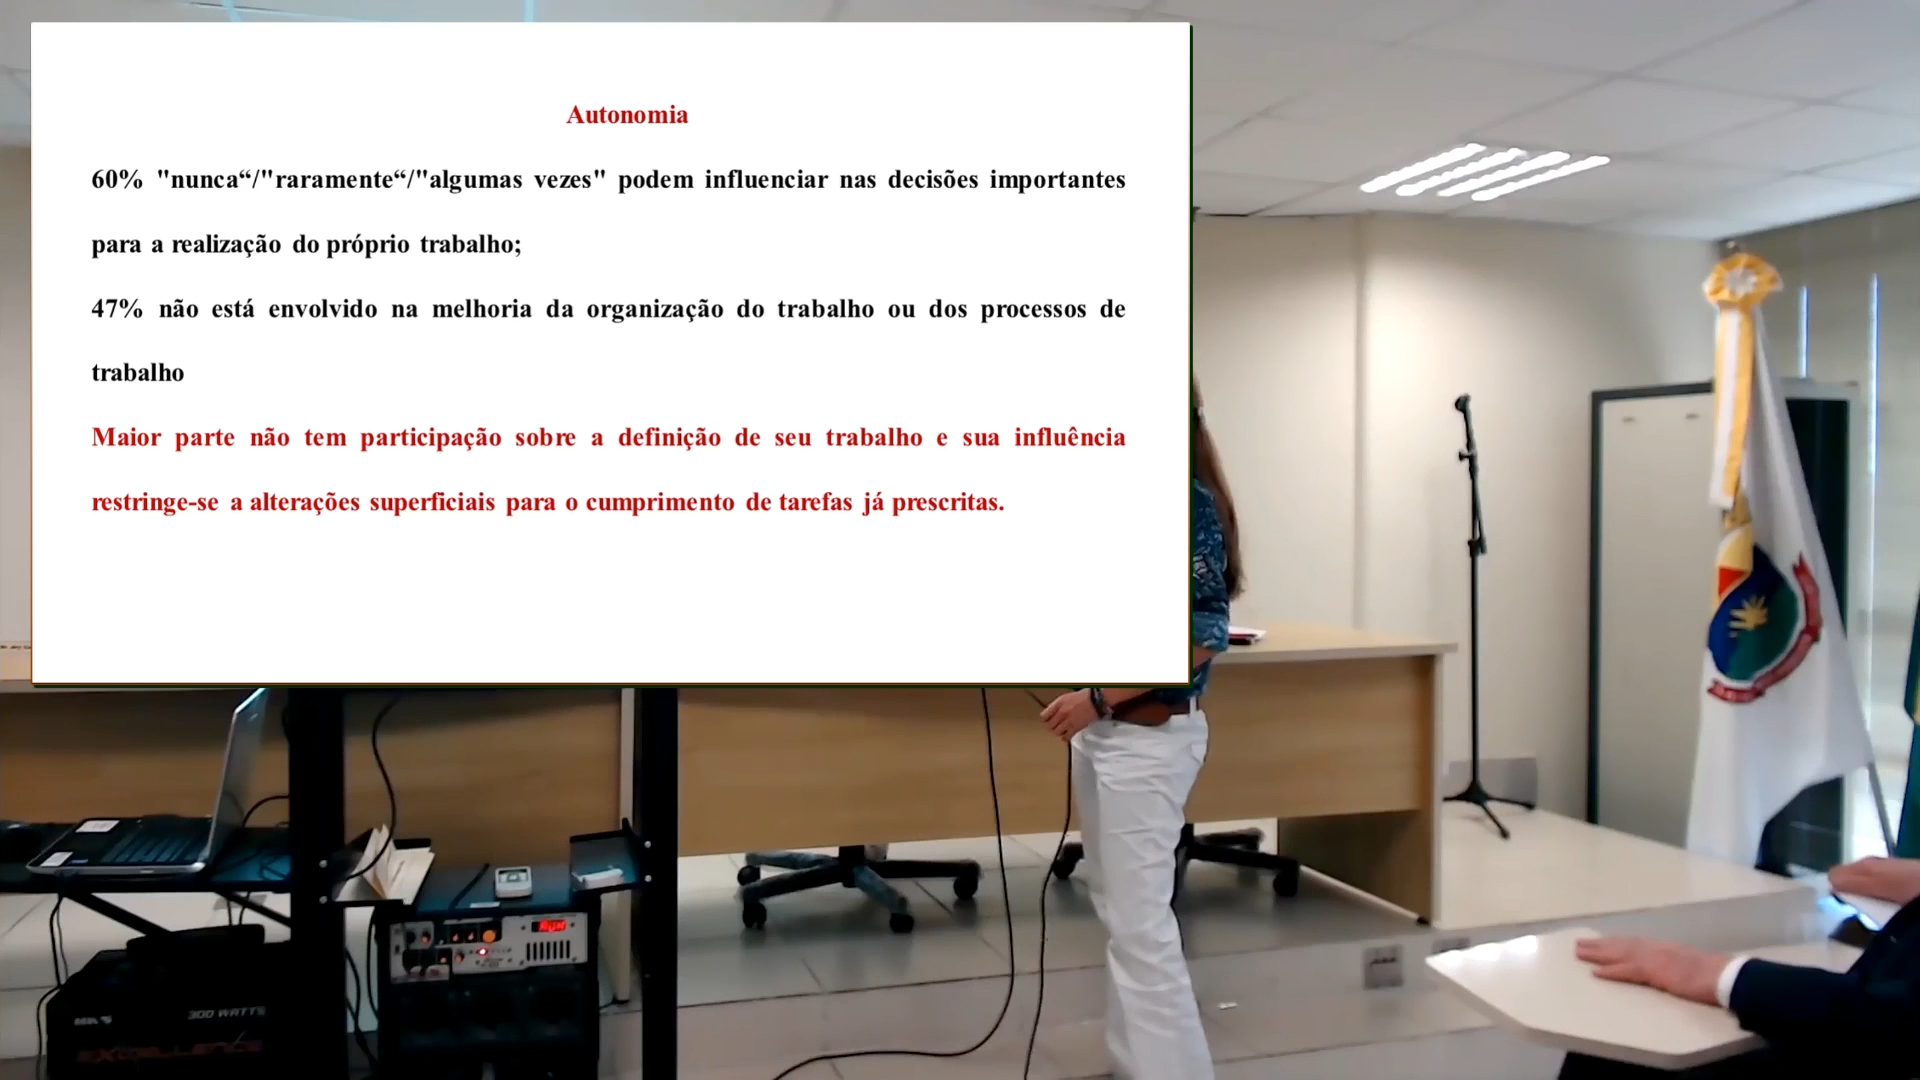 Autonomia
60% "nunca“/"raramente“/"algumas vezes" podem influenciar nas decisões importantes
para a realização do próprio trabalho;
47% não está envolvido na melhoria da organização do trabalho ou dos processos de
trabalho
Maior parte não tem participação sobre a definição de seu trabalho e sua influência
restringe-se a alterações superficiais para o cumprimento de tarefas já prescritas.
300 WATTS